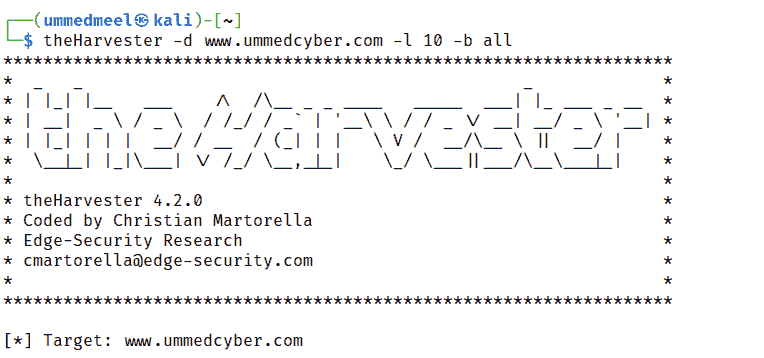 ┌──(ummedmeel㉿kali)-[~]
└─$ theHarvester -d www.ummedcyber.com -l 10 -b all
*******************************************************************
* theHarvester *
* theHarvester 4.2.0 *
* Coded by Christian Martorella *
* Edge-Security Research *
* cmartorella@edge-security.com *
* *
*******************************************************************
[*] Target: www.ummedcyber.com